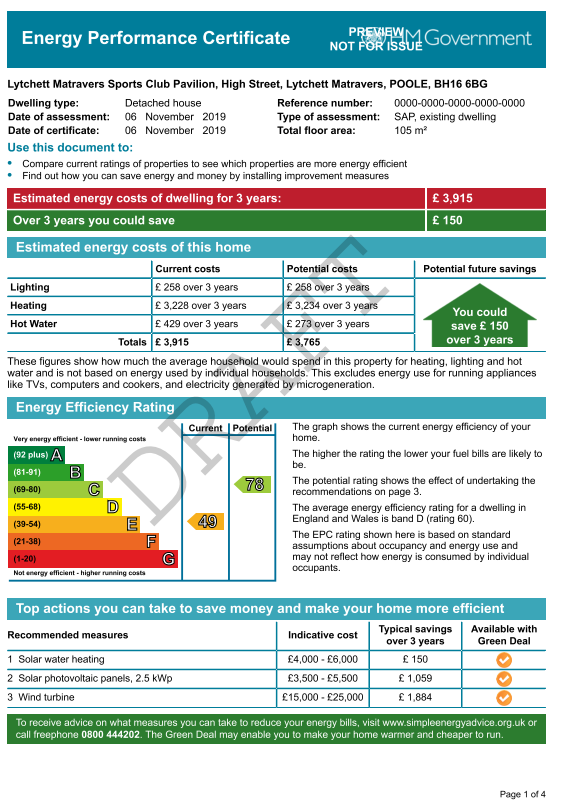 Energy Performance Certificate
PREVIEW
NOT FOR ISSUE
HM Government
Lytchett Matravers Sports Club Pavilion, High Street, Lytchett Matravers, POOLE, BH16 6BG
Dwelling type: Detached house Reference number: 0000-0000-0000-0000-0000
Date of assessment: 06 November 2019 Type of assessment: SAP, existing dwelling
Date of certificate: 06 November 2019 Total floor area: 105 m²
Use this document to:
• Compare current ratings of properties to see which properties are more energy efficient
• Find out how you can save energy and money by installing improvement measures
Estimated energy costs of dwelling for 3 years: £ 3,915
Over 3 years you could save £ 150
Estimated energy costs of this home
Current costs Potential costs Potential future savings
Lighting £ 258 over 3 years £ 258 over 3 years
Heating £ 3,228 over 3 years £ 3,234 over 3 years
Hot Water £ 429 over 3 years £ 273 over 3 years
Totals £ 3,915 £ 3,765
You could
save £ 150
over 3 years
These figures show how much the average household would spend in this property for heating, lighting and hot
water and is not based on energy used by individual households. This excludes energy use for running appliances
like TVs, computers and cookers, and electricity generated by microgeneration.
DRAFT
Energy Efficiency Rating
Current Potential
Very energy efficient - lower running costs
(92 plus) A
(81-91) B
(69-80) C
(55-68) D
(39-54) E
(21-38) F
(1-20) G
Not energy efficient - higher running costs
49
78
The graph shows the current energy efficiency of your
home.
The higher the rating the lower your fuel bills are likely to
be.
The potential rating shows the effect of undertaking the
recommendations on page 3.
The average energy efficiency rating for a dwelling in
England and Wales is band D (rating 60).
The EPC rating shown here is based on standard
assumptions about occupancy and energy use and
may not reflect how energy is consumed by individual
occupants.
Top actions you can take to save money and make your home more efficient
Recommended measures Indicative cost Typical savings over 3 years Available with Green Deal
1 Solar water heating £4,000 - £6,000 £ 150
2 Solar photovoltaic panels, 2.5 kWp £3,500 - £5,500 £ 1,059
3 Wind turbine £15,000 - £25,000 £ 1,884
To receive advice on what measures you can take to reduce your energy bills, visit www.simpleenergyadvice.org.uk or
call freephone 0800 444202. The Green Deal may enable you to make your home warmer and cheaper to run.
Page 1 of 4